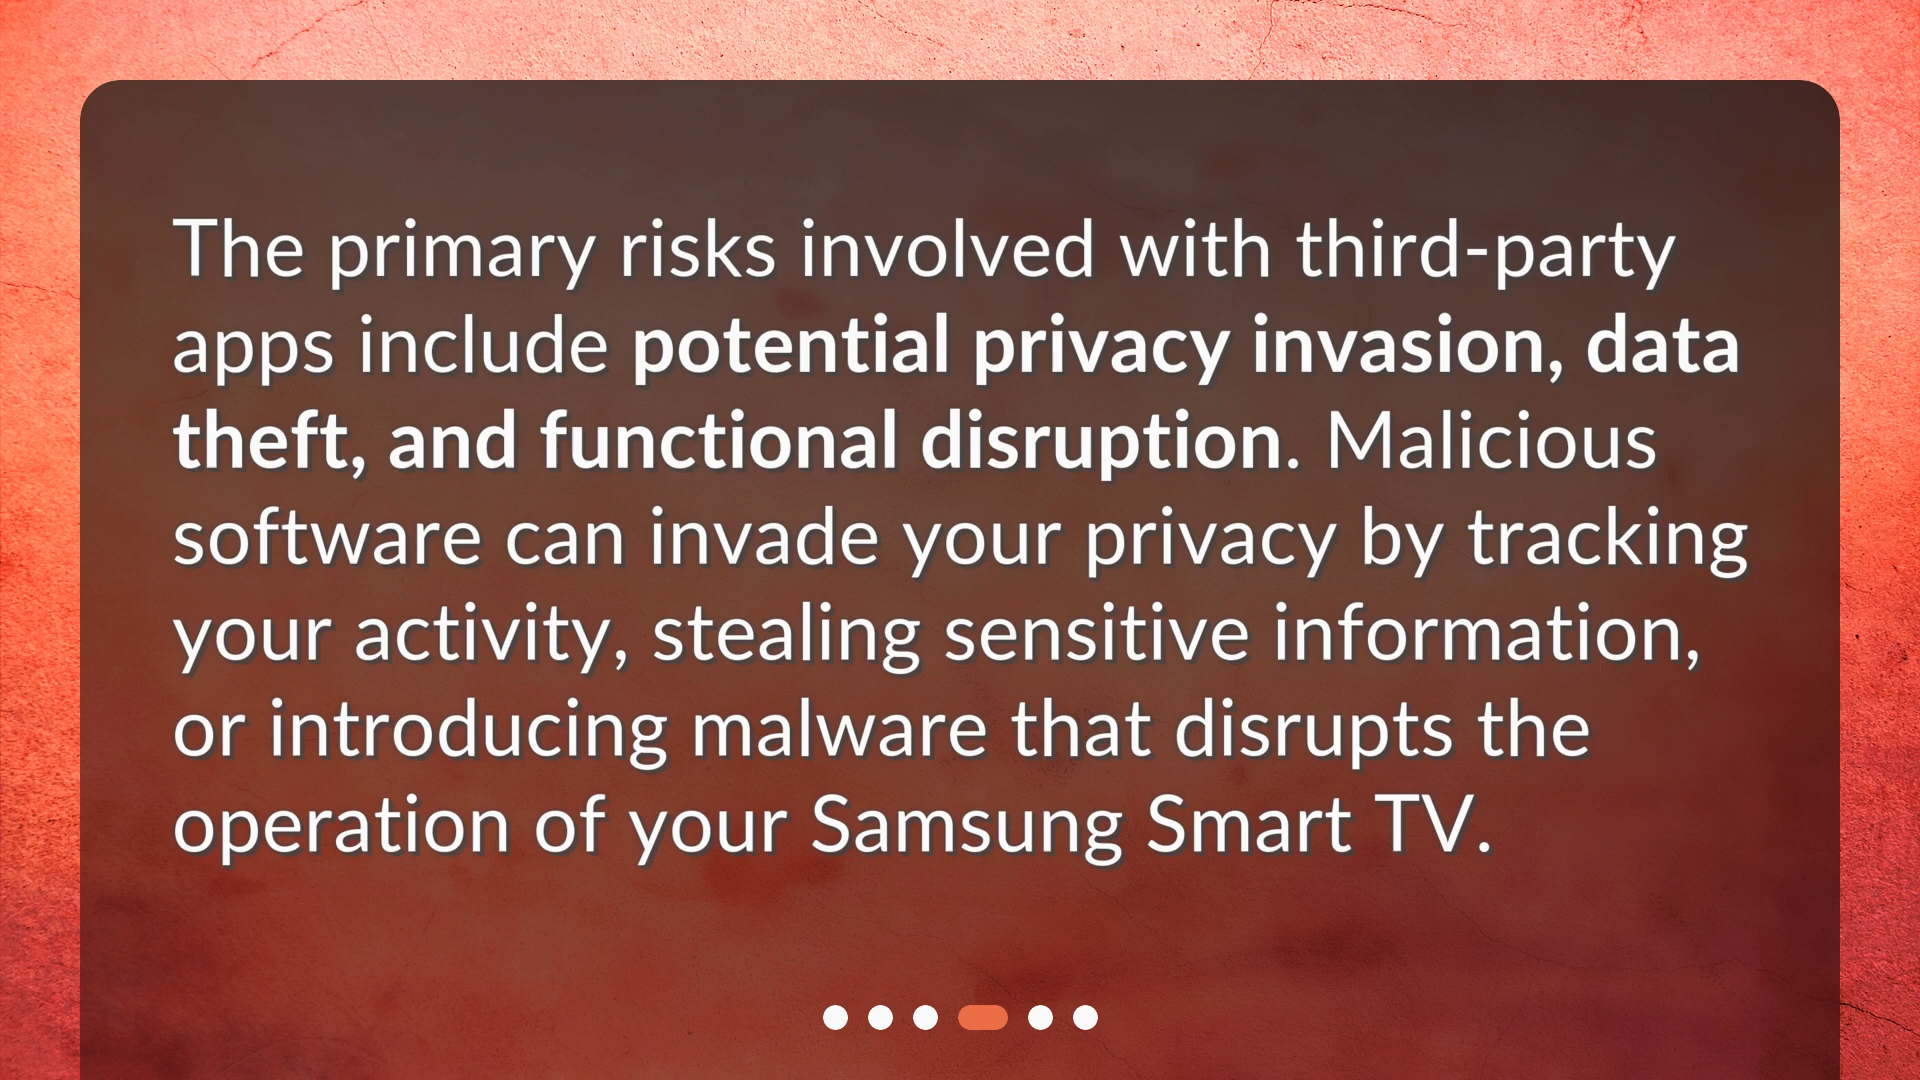 The primary risks involved with third-party
apps include potential privacy invasion, data
theft, and functional disruption. Malicious
software can invade your privacy by tracking
your activity, stealing sensitive information,
or introducing malware that disrupts the
operation of your Samsung Smart TV.